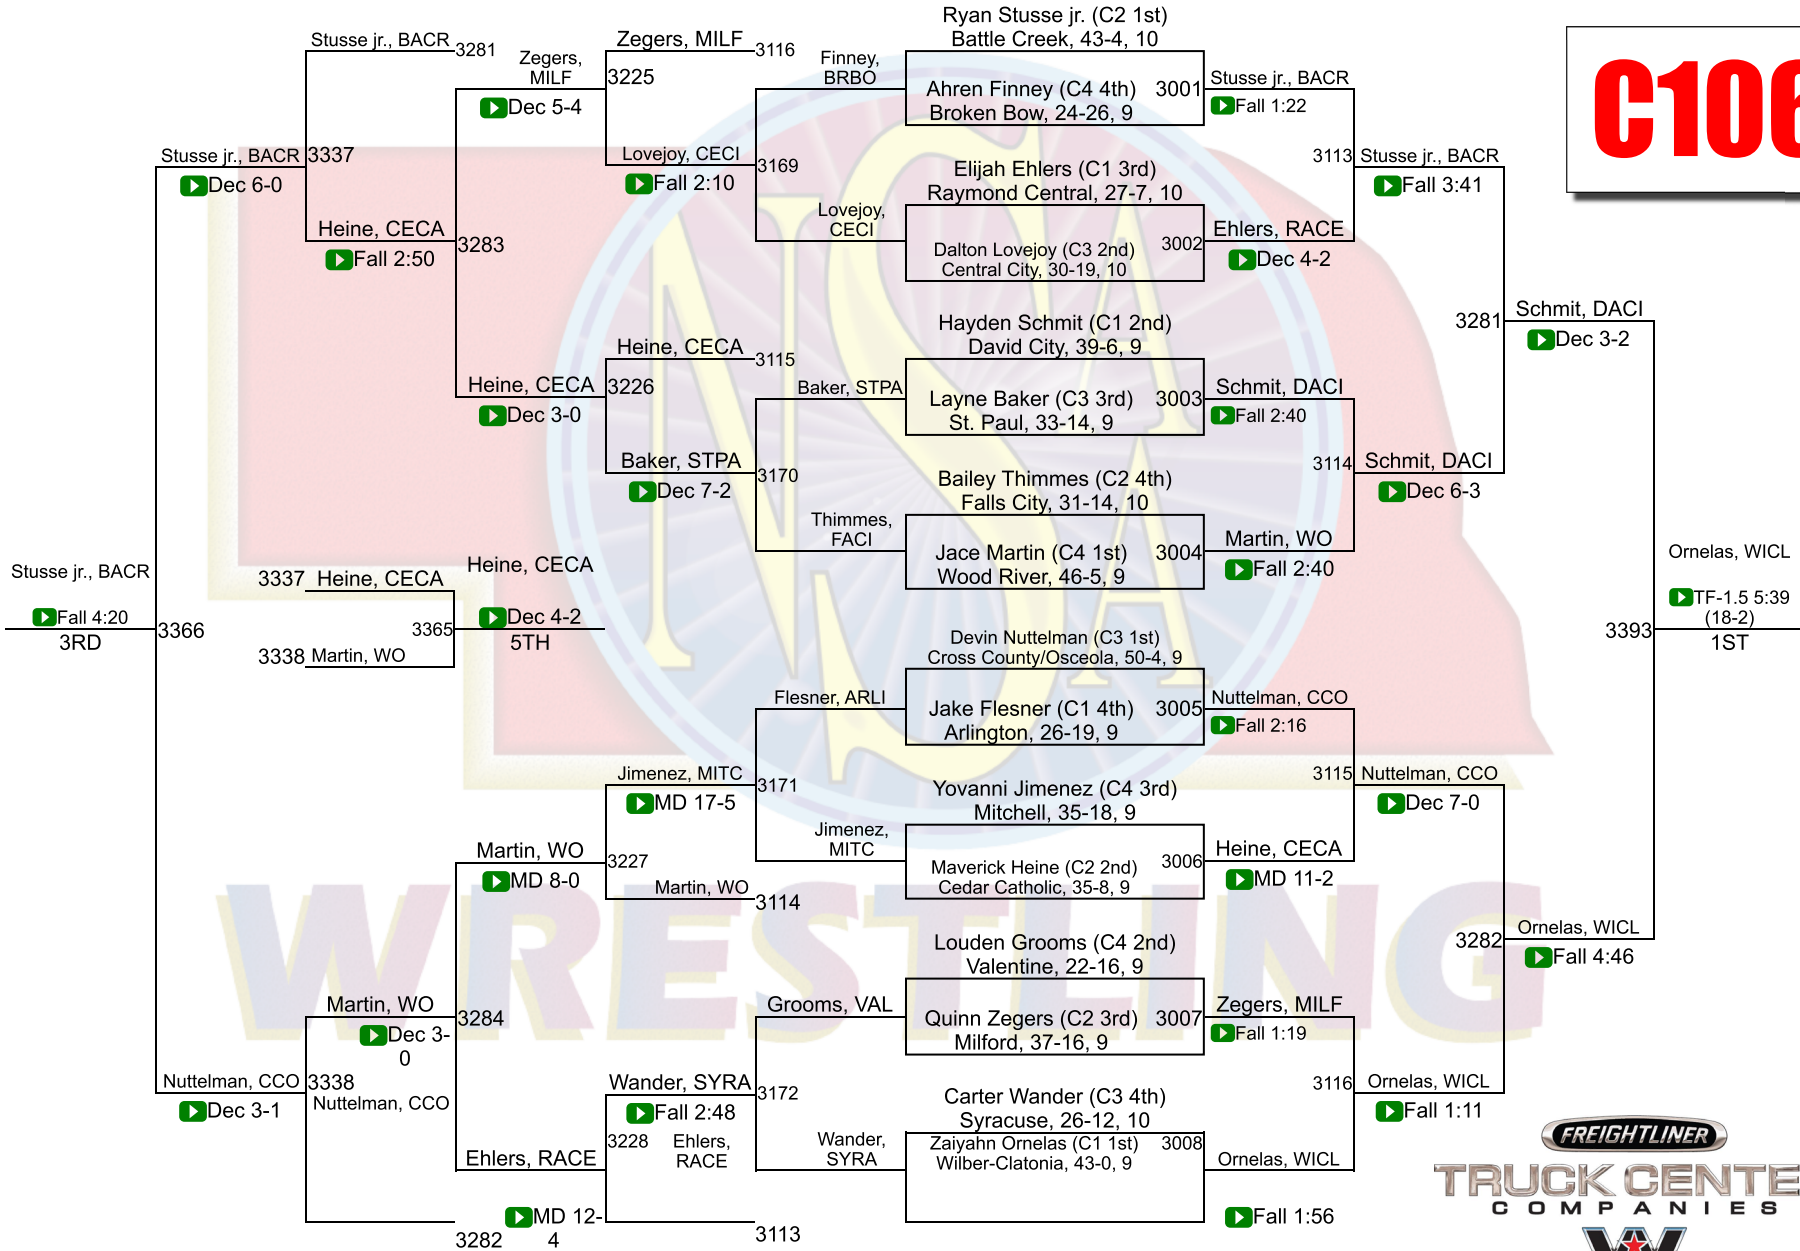 Ryan Stusse jr. (C2 1st)
Battle Creek, 43-4, 10
Ahren Finney (C4 4th)
Broken Bow, 24-26, 9
3001
Elijah Ehlers (C1 3rd)
Raymond Central, 27-7, 10
Dalton Lovejoy (C3 2nd)
Central City, 30-19, 10
3002
Hayden Schmit (C1 2nd)
David City, 39-6, 9
Layne Baker (C3 3rd)
St. Paul, 33-14, 9
3003
Bailey Thimmes (C2 4th)
Falls City, 31-14, 10
Jace Martin (C4 1st)
Wood River, 46-5, 9
3004
Devin Nuttelman (C3 1st)
Cross County/Osceola, 50-4, 9
Jake Flesner (C1 4th)
Arlington, 26-19, 9
3005
Yovanni Jimenez (C4 3rd)
Mitchell, 35-18, 9
Maverick Heine (C2 2nd)
Cedar Catholic, 35-8, 9
3006
Louden Grooms (C4 2nd)
Valentine, 22-16, 9
Quinn Zegers (C2 3rd)
Milford, 37-16, 9
3007
Carter Wander (C3 4th)
Syracuse, 26-12, 10
Zaiyahn Ornelas (C1 1st)
Wilber-Clatonia, 43-0, 9
3008
Stusse jr., BACR
Fall 1:22
Ehlers, RACE
Dec 4-2
Schmit, DACI
Fall 2:40
Martin, WO
Fall 2:40
Nuttelman, CCO
Fall 2:16
Heine, CECA
MD 11-2
Zegers, MILF
Fall 1:19
Ornelas, WICL
Fall 1:56
3113
Stusse jr., BACR
Fall 3:41
3114
Schmit, DACI
Dec 6-3
3115
Nuttelman, CCO
Dec 7-0
3116
Ornelas, WICL
Fall 1:11
3281
Schmit, DACI
Dec 3-2
3282
Ornelas, WICL
Fall 4:46
3393
Ornelas, WICL
TF-1.5 5:39
(18-2)
1ST
Finney,
BRBO
Lovejoy,
CECI
Baker, STPA
Thimmes,
FACI
Flesner, ARLI
Jimenez,
MITC
Grooms, VAL
Wander,
SYRA
Zegers, MILF
3116
Lovejoy, CECI
Fall 2:10
3169
Heine, CECA
3115
Baker, STPA
Dec 7-2
3170
Jimenez, MITC
MD 17-5
3171
Martin, WO
3114
Wander, SYRA
Fall 2:48
3172
Ehlers,
RACE
3113
Zegers,
MILF
Dec 5-4
3225
Heine, CECA
Dec 3-0
3226
Martin, WO
MD 8-0
3227
Ehlers, RACE
MD 12-
4
3228
Stusse jr., BACR
3281
Heine, CECA
Fall 2:50
3283
Martin, WO
Dec 3-
0
3284
Nuttelman, CCO
3282
Stusse jr., BACR
Dec 6-0
3337
Nuttelman, CCO
Dec 3-1
3338
Stusse jr., BACR
Fall 4:20
3RD
3366
3337 Heine, CECA
3338 Martin, WO
3365
Heine, CECA
Dec 4-2
5TH
C106
NSAA
WRESTLING
FREIGHTLINER
TRUCK CENTE
COMPANIES